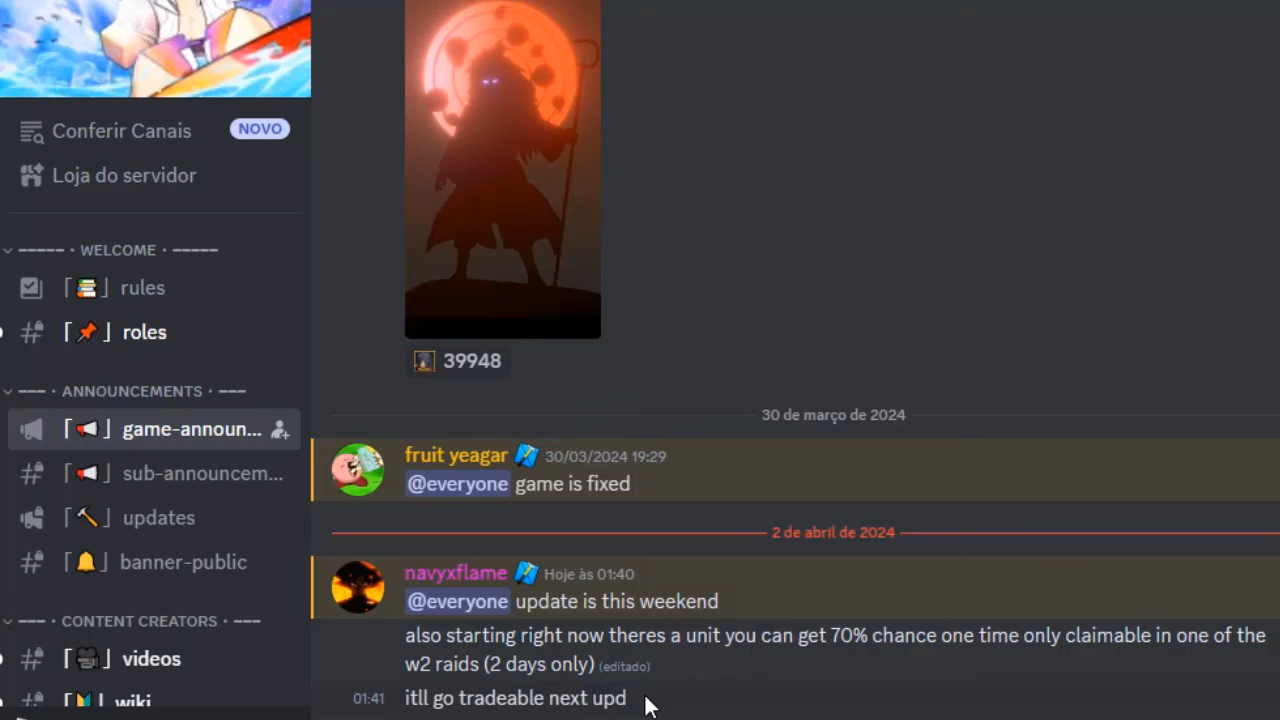 Conferir Canais NOVO
Loja do servidor
----- · WELCOME · -----
「📚」 rules
「📌」 roles
--- · ANNOUNCEMENTS · ---
「📢」 game-announ...
「📢」 sub-announcem...
「🔨」 updates
「🔔」 banner-public
--- · CONTENT CREATORS · ---
「🎥」 videos
「🔰」 wiki
39948
30 de março de 2024
fruit yeagar 30/03/2024 19:29
@everyone game is fixed
2 de abril de 2024
navyxflame Hoje às 01:40
@everyone update is this weekend
also starting right now theres a unit you can get 70% chance one time only claimable in one of the
w2 raids (2 days only) (editado)
01:41 itll go tradeable next upd